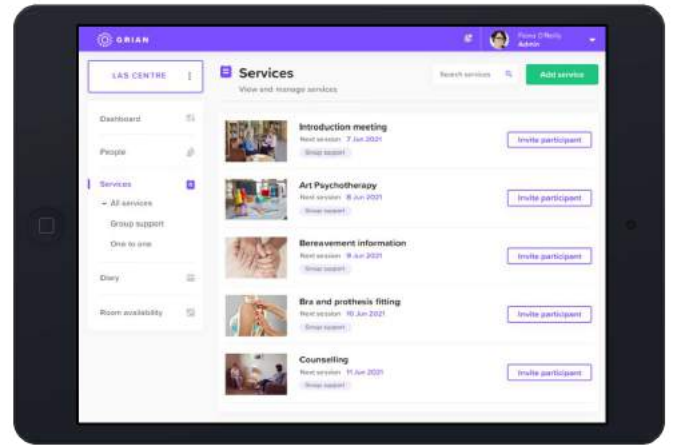 GRIAN
Fiona O'Reilly
Admin
LAS CENTRE
Services
View and manage services
Search services
Add service
Dashboard
People
Services
– All services
Group support
One to one
Diary
Room availability
Introduction meeting
Next session 7 Jun 2021
Group support
Invite participant
Art Psychotherapy
Next session 8 Jun 2021
Group support
Invite participant
Bereavement information
Next session 9 Jun 2021
Group support
Invite participant
Bra and prothesis fitting
Next session 10 Jun 2021
Group support
Invite participant
Counselling
Next session 11 Jun 2021
Group support
Invite participant